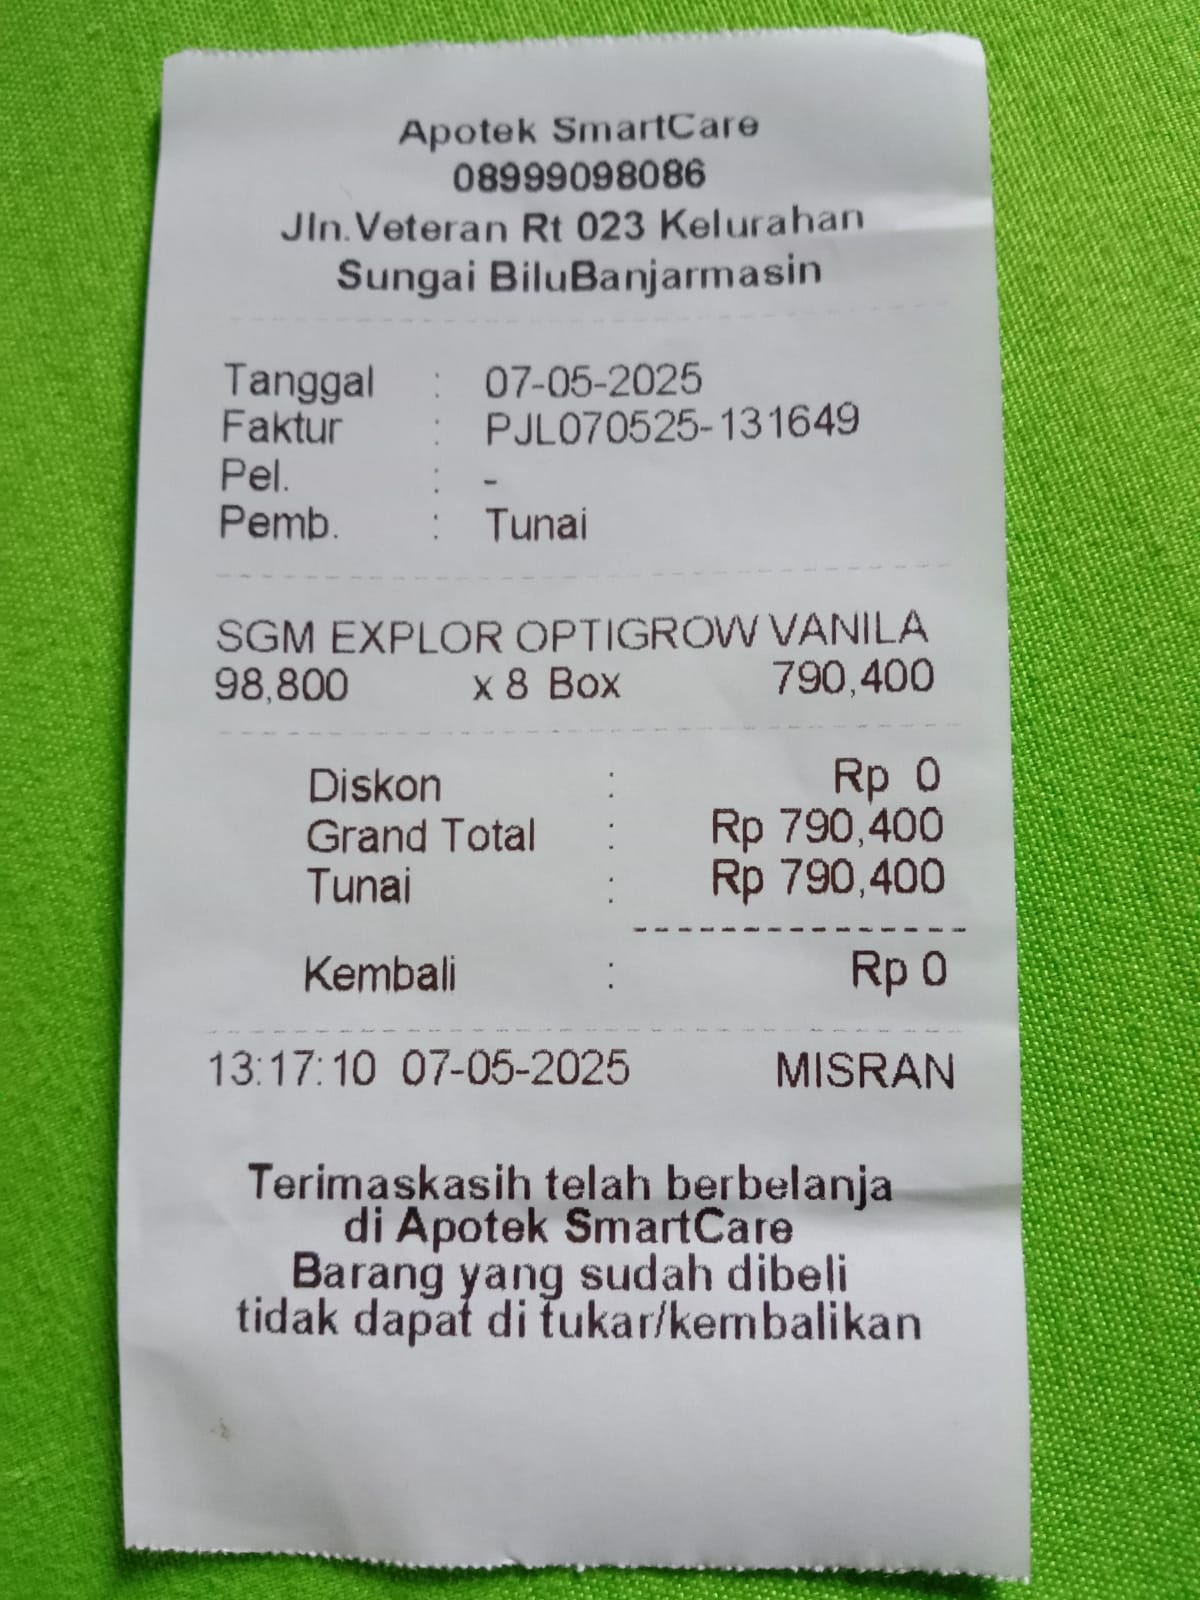 Apotek SmartCare
08999098086
Jln.Veteran Rt 023 Kelurahan
Sungai BiluBanjarmasin
Tanggal : 07-05-2025
Faktur : PJL070525-131649
Pel. : -
Pemb. : Tunai
SGM EXPLOR OPTIGROW VANILA
98,800 x 8 Box 790,400
Diskon : Rp 0
Grand Total : Rp 790,400
Tunai : Rp 790,400
Kembali : Rp 0
13:17:10 07-05-2025 MISRAN
Terimaskasih telah berbelanja
di Apotek SmartCare
Barang yang sudah dibeli
tidak dapat di tukar/kembalikan